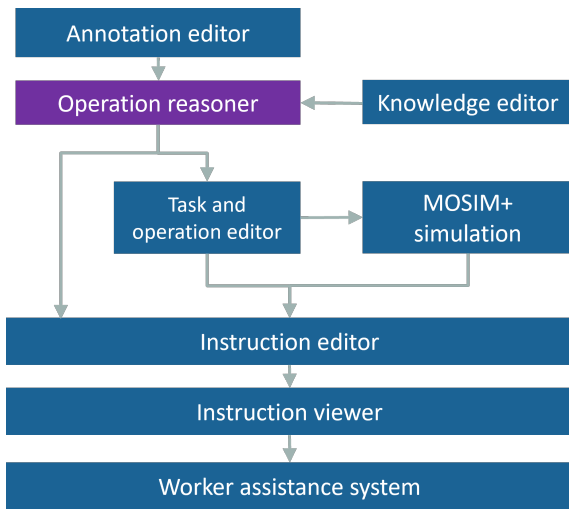 Annotation editor
Operation reasoner
Knowledge editor
Task and
operation editor
MOSIM+
simulation
Instruction editor
Instruction viewer
Worker assistance system